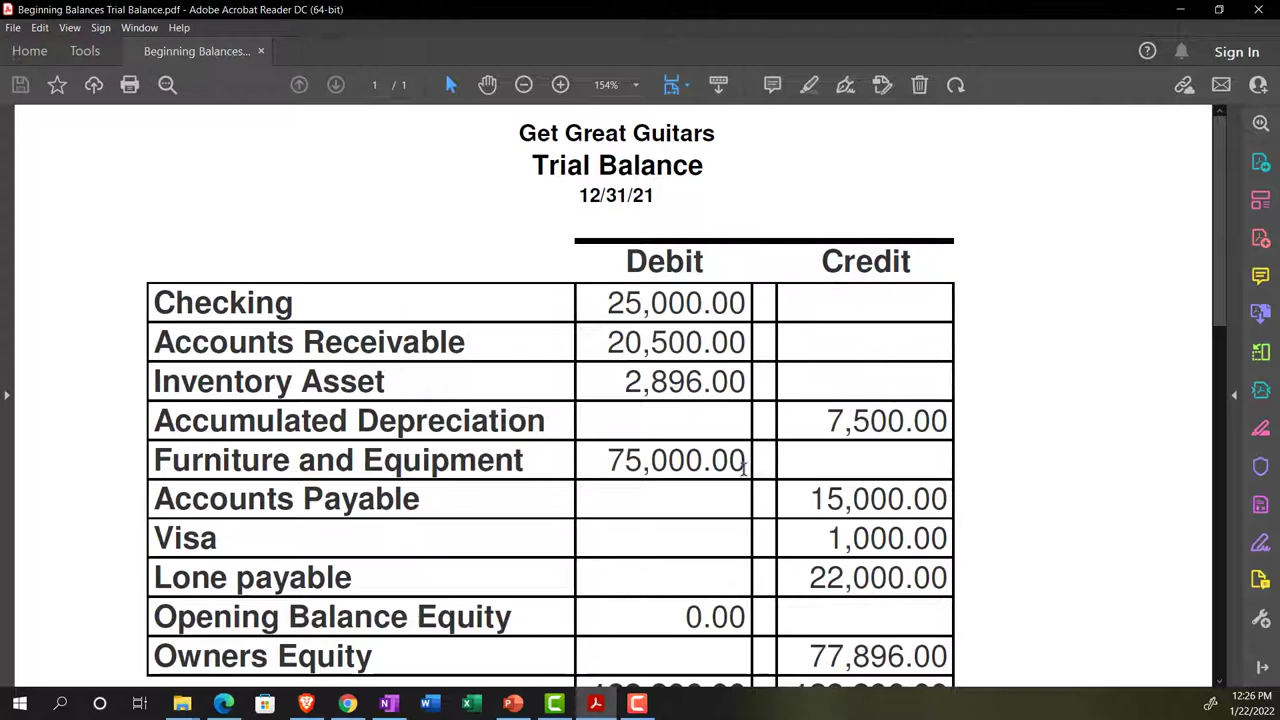 Beginning Balances Trial Balance.pdf - Adobe Acrobat Reader DC (64-bit)
File Edit View Sign Window Help
Home Tools Beginning Balances... × Sign In
1 / 1 154%
Get Great Guitars
Trial Balance
12/31/21
Debit Credit
Checking 25,000.00
Accounts Receivable 20,500.00
Inventory Asset 2,896.00
Accumulated Depreciation 7,500.00
Furniture and Equipment 75,000.00
Accounts Payable 15,000.00
Visa 1,000.00
Lone payable 22,000.00
Opening Balance Equity 0.00
Owners Equity 77,896.00
12:26 PM
1/22/2022